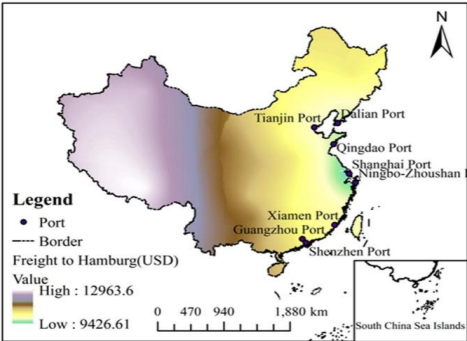 N
Dalian Port
Tianjin Port
Qingdao Port
Shanghai Port
Ningbo-Zhoushan
Xiamen Port
Guangzhou Port
Shenzhen Port
Legend
Port
Border
Freight to Hamburg(USD)
Value
High : 12963.6
Low : 9426.61
0 470 940 1,880 km
South China Sea Islands